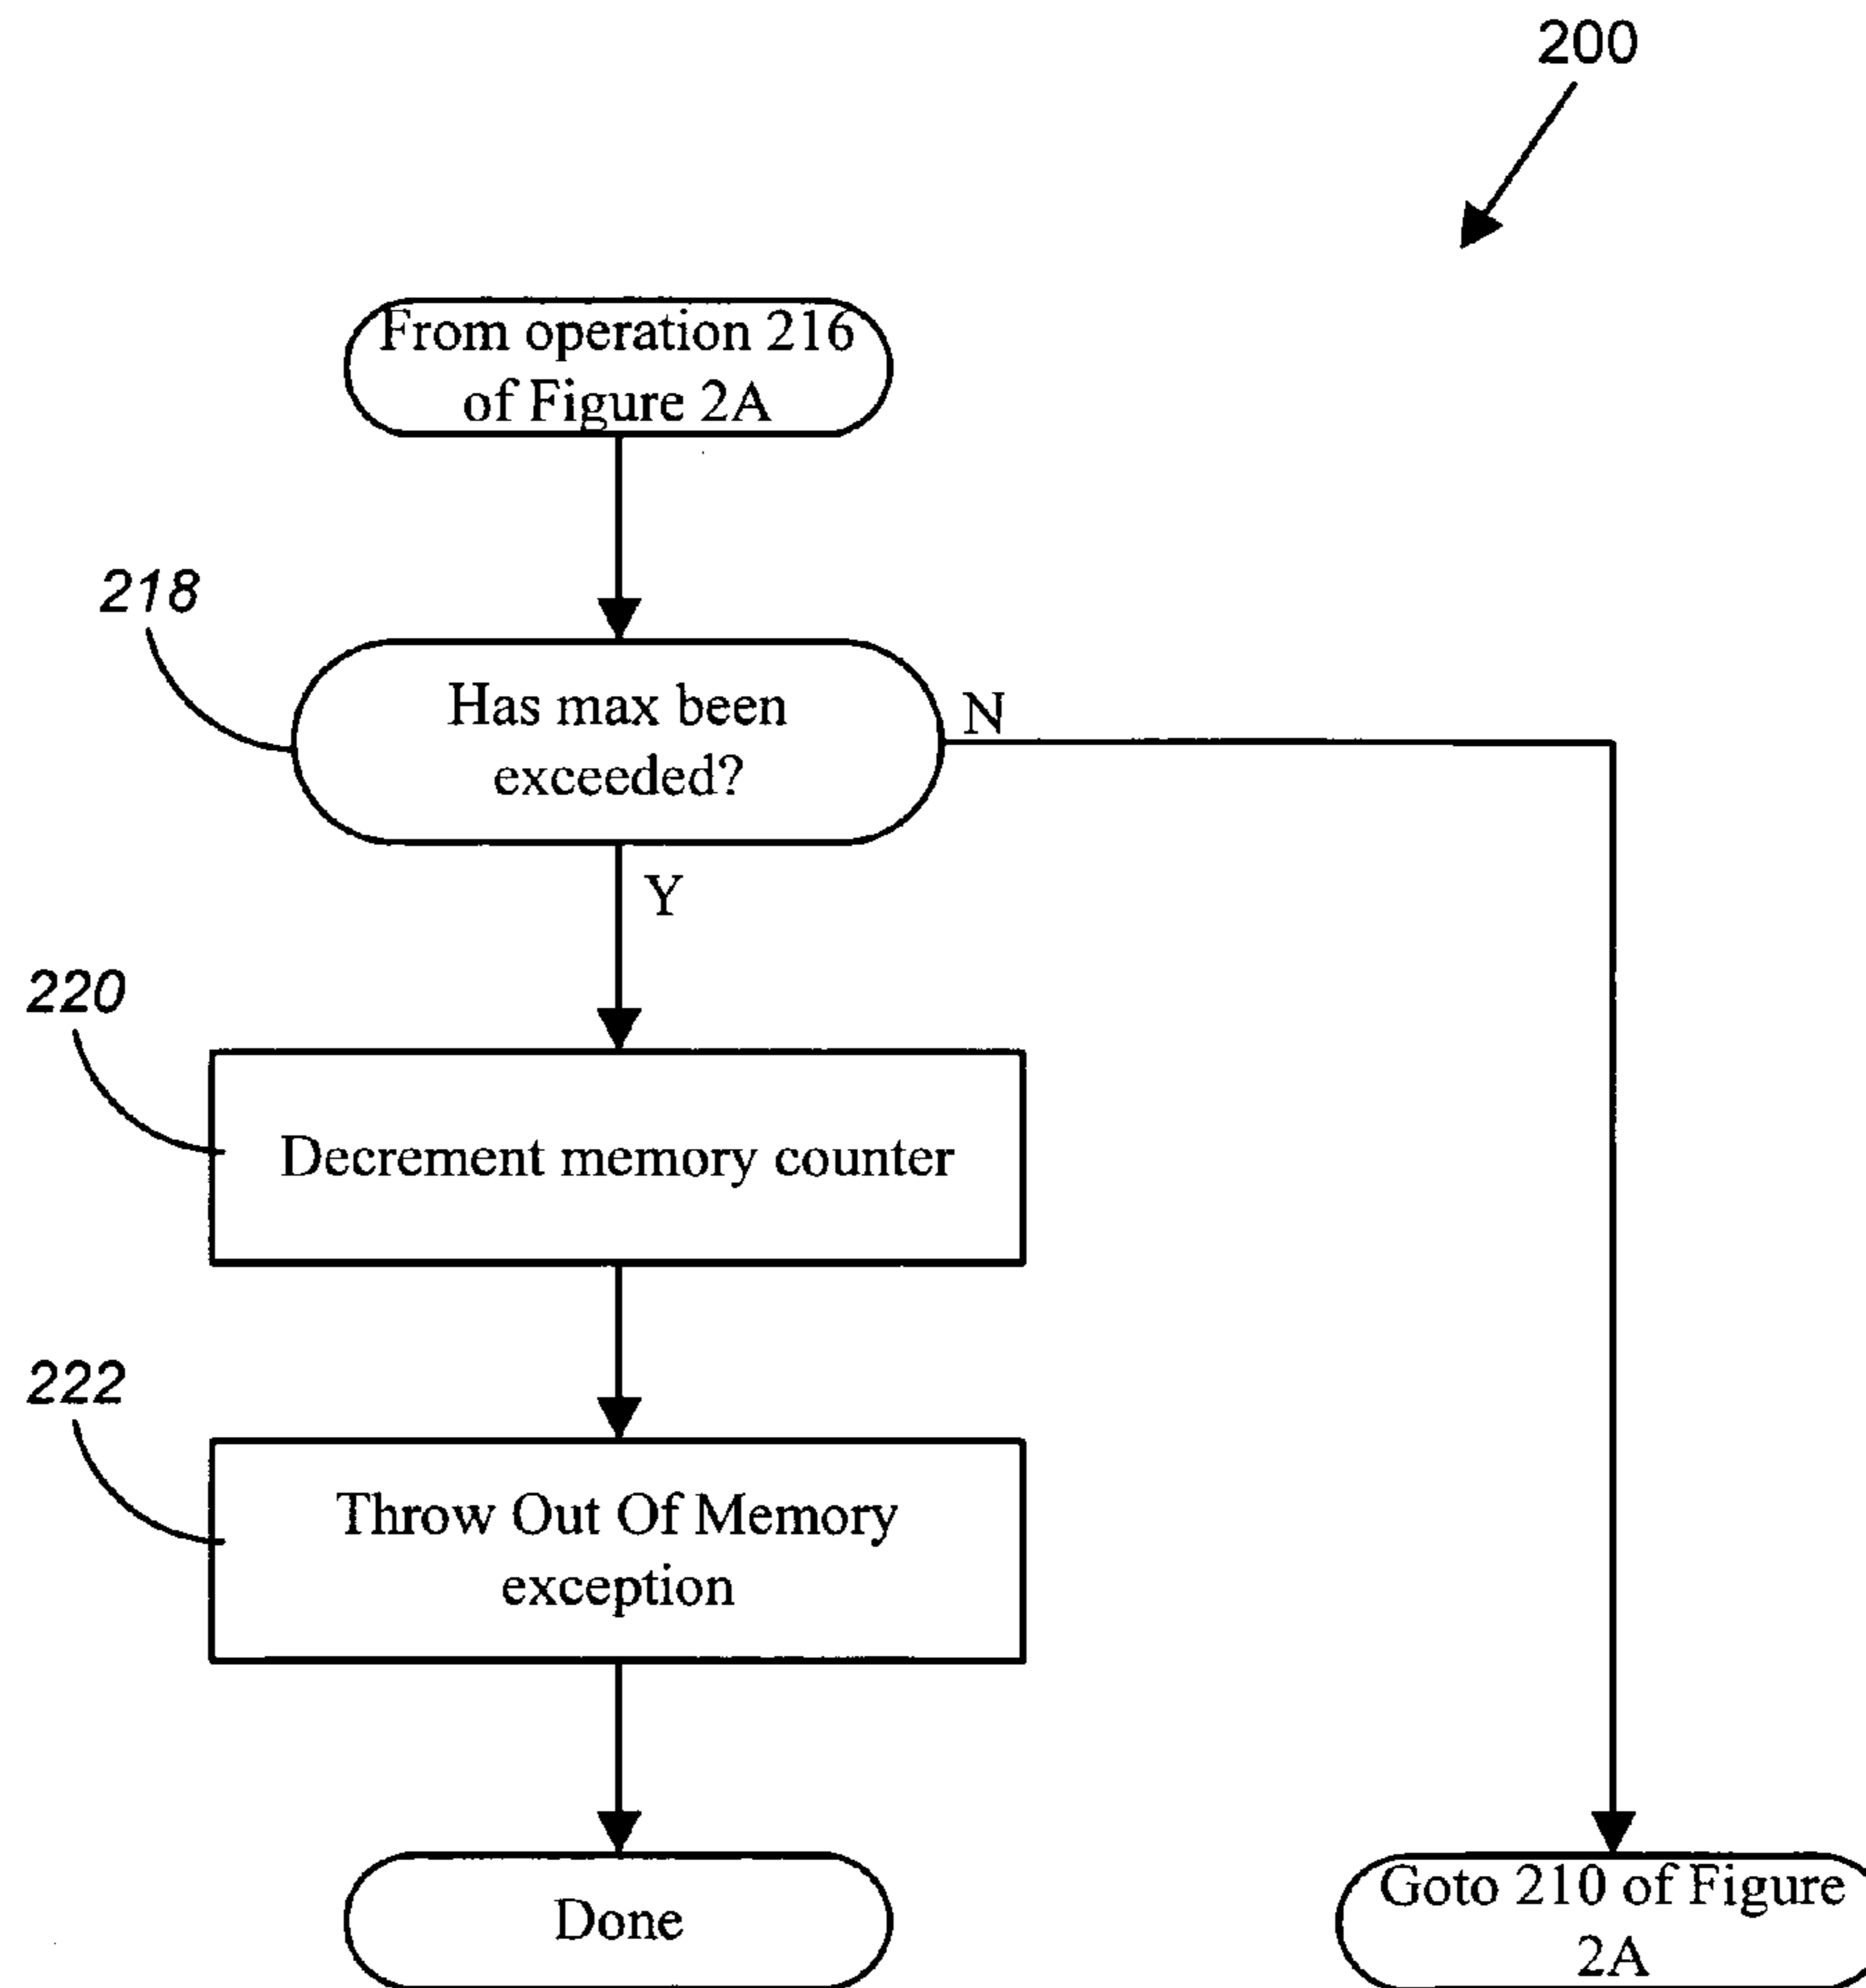 200
From operation 216
of Figure 2A
218
Has max been
exceeded?
N
Y
220
Decrement memory counter
222
Throw Out Of Memory
exception
Done
Goto 210 of Figure
2A